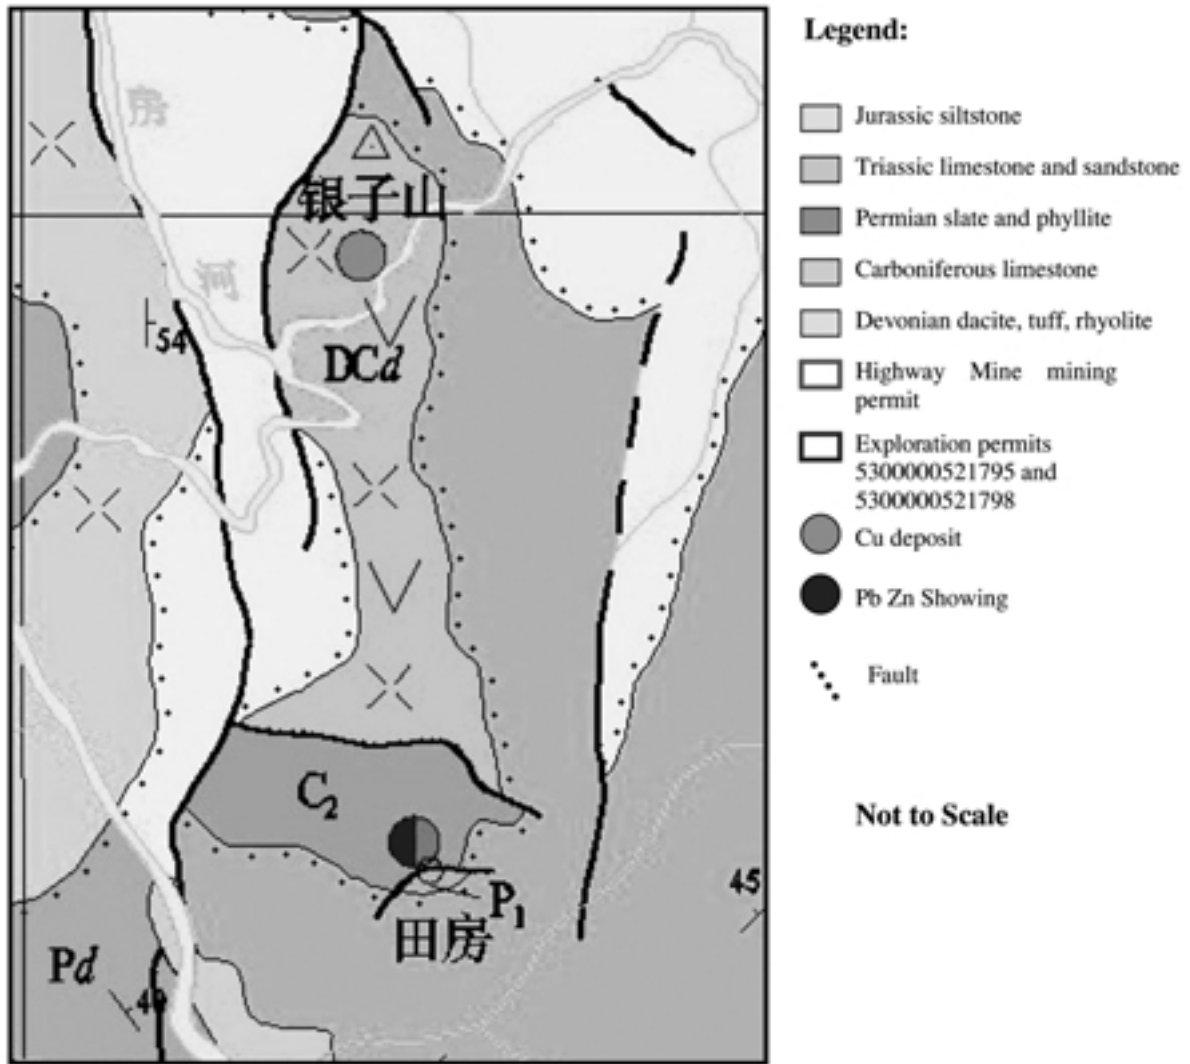 房
银子山
河
54
DCd
C₂
P₁
田房
45
Pd
40
Legend:
Jurassic siltstone
Triassic limestone and sandstone
Permian slate and phyllite
Carboniferous limestone
Devonian dacite, tuff, rhyolite
Highway Mine mining
permit
Exploration permits
5300000521795 and
5300000521798
Cu deposit
Pb Zn Showing
Fault
Not to Scale